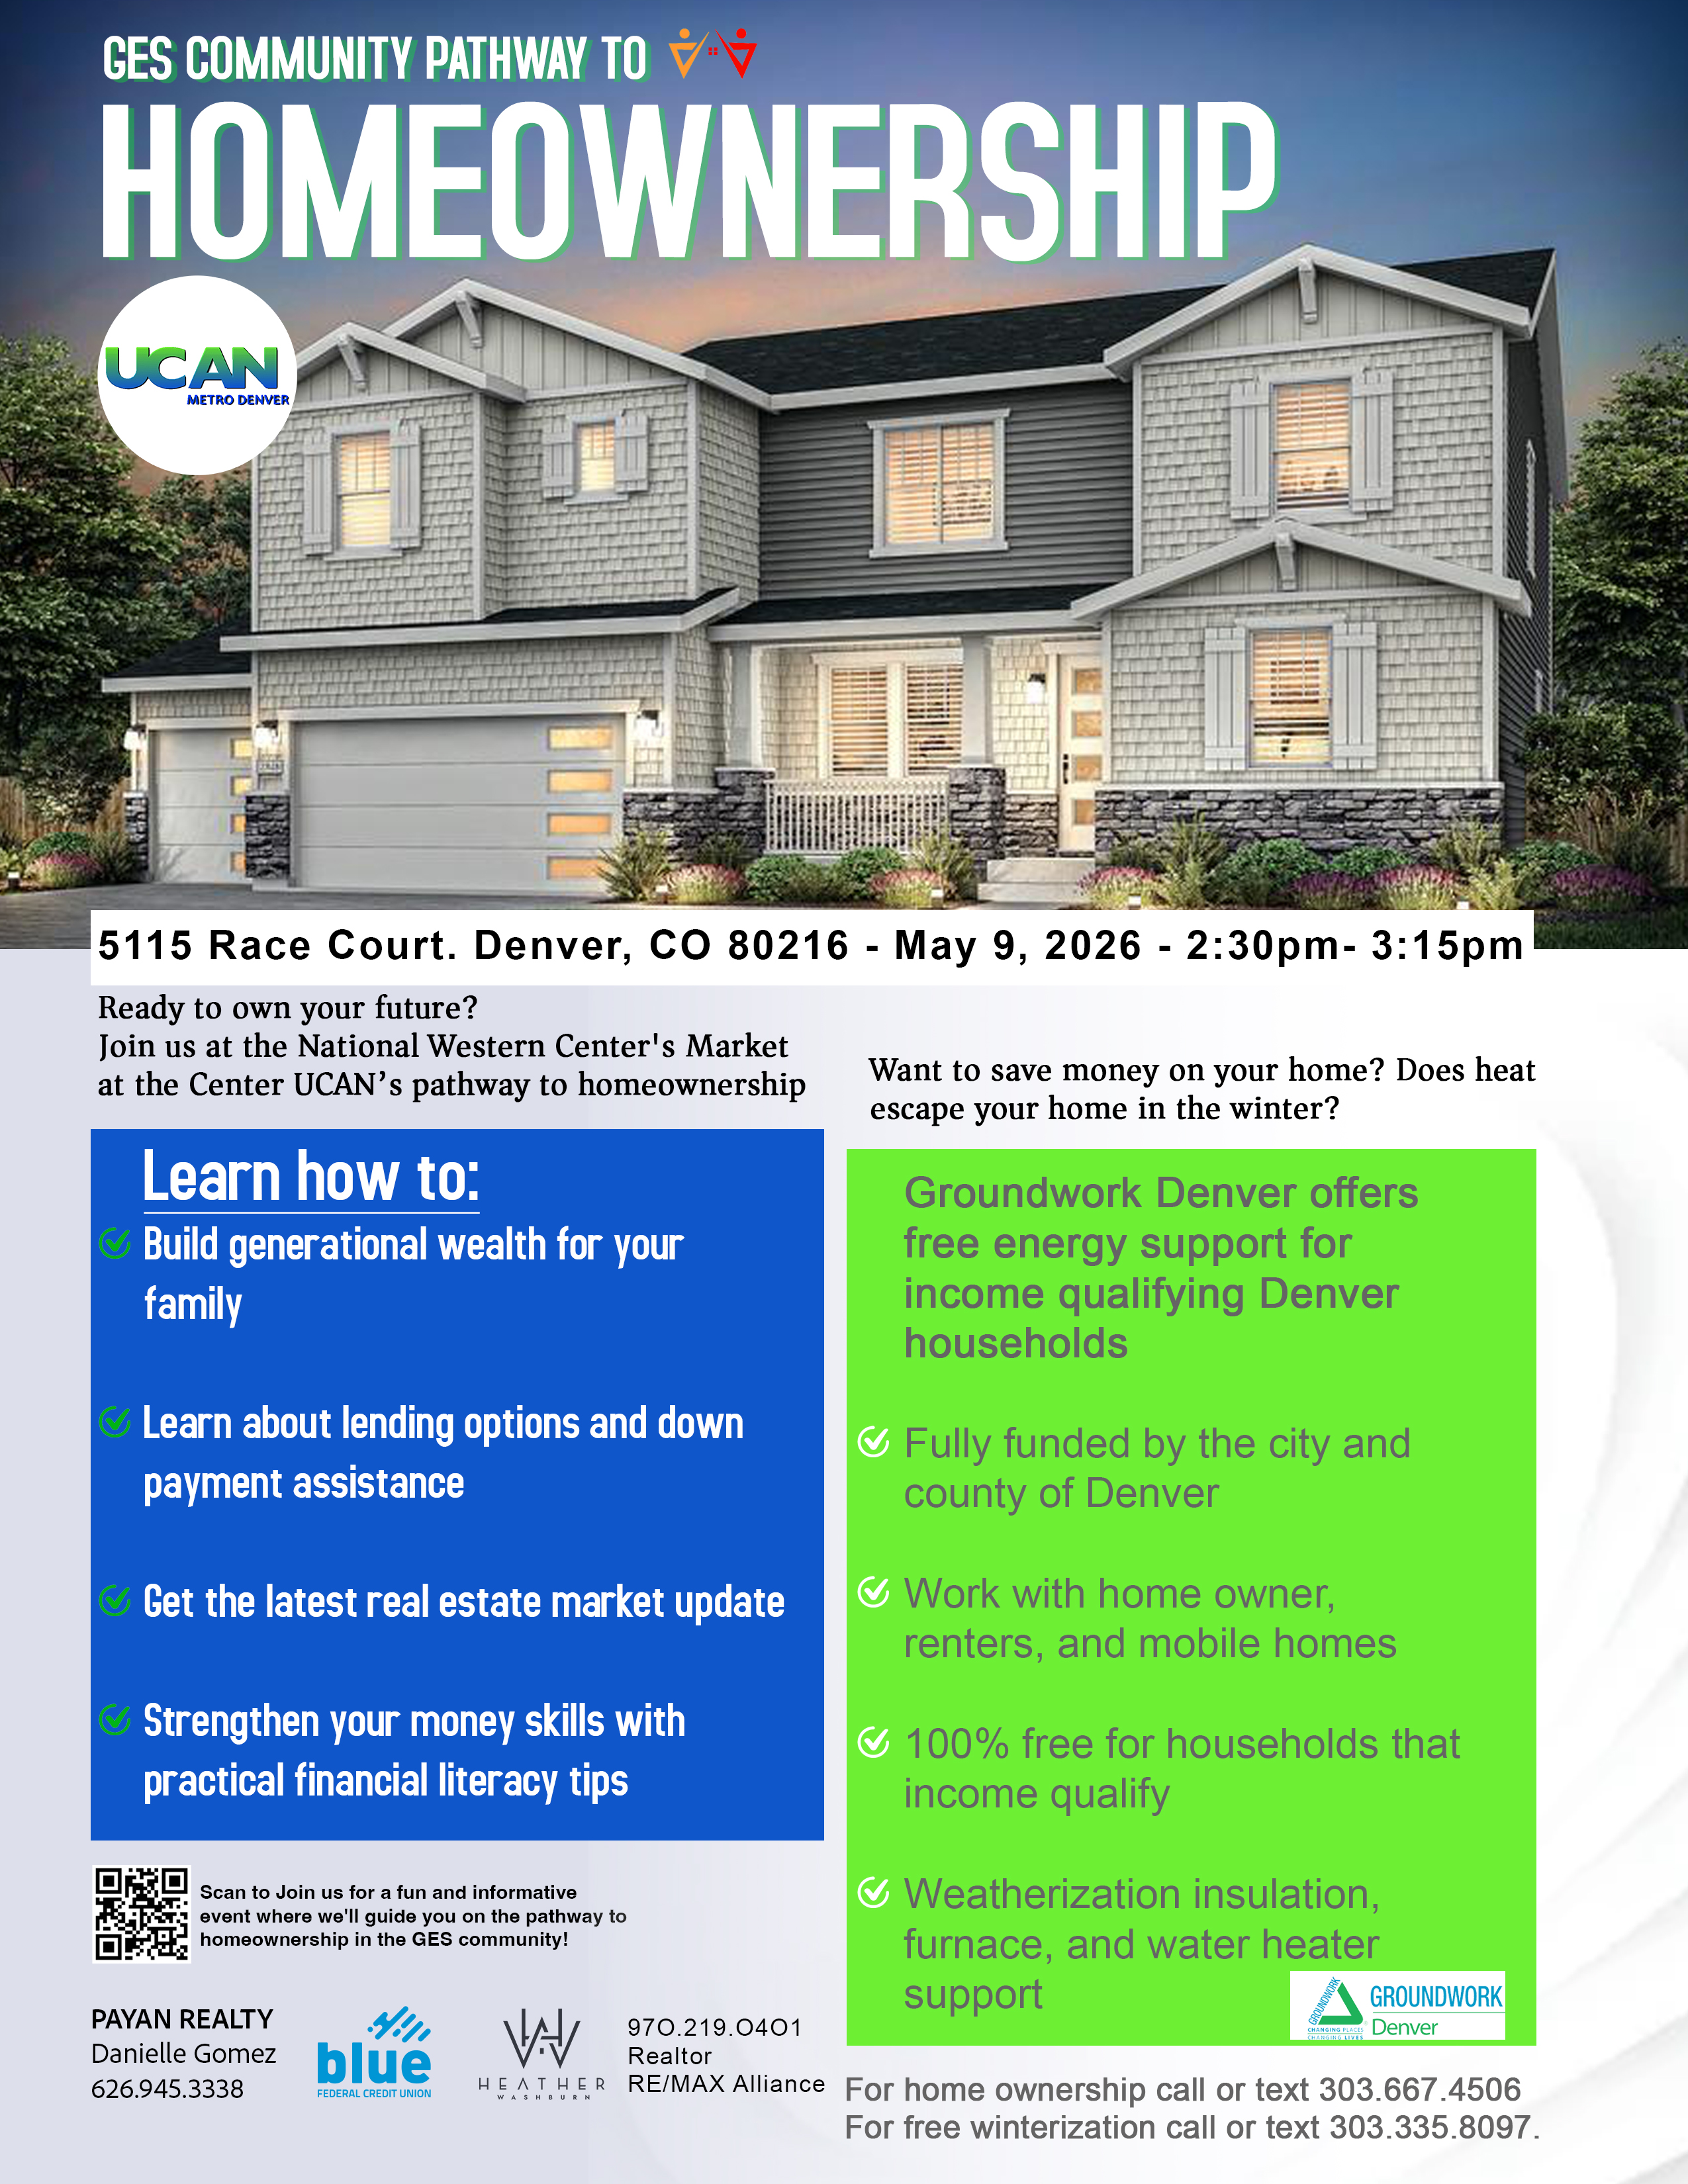 GES COMMUNITY PATHWAY TO
HOMEOWNERSHIP
UCAN
METRO DENVER
5115 Race Court. Denver, CO 80216 - May 9, 2026 - 2:30pm- 3:15pm
Ready to own your future?
Join us at the National Western Center's Market
at the Center UCAN’s pathway to homeownership
Learn how to:
Build generational wealth for your
family
Learn about lending options and down
payment assistance
Get the latest real estate market update
Strengthen your money skills with
practical financial literacy tips
Want to save money on your home? Does heat
escape your home in the winter?
Groundwork Denver offers
free energy support for
income qualifying Denver
households
Fully funded by the city and
county of Denver
Work with home owner,
renters, and mobile homes
100% free for households that
income qualify
Weatherization insulation,
furnace, and water heater
support
GROUNDWORK
CHANGING PLACES
CHANGING LIVES
GROUNDWORK
Denver
Scan to Join us for a fun and informative
event where we'll guide you on the pathway to
homeownership in the GES community!
PAYAN REALTY
Danielle Gomez
626.945.3338
blue
FEDERAL CREDIT UNION
HEATHER
WASHBURN
970.219.0401
Realtor
RE/MAX Alliance
For home ownership call or text 303.667.4506
For free winterization call or text 303.335.8097.